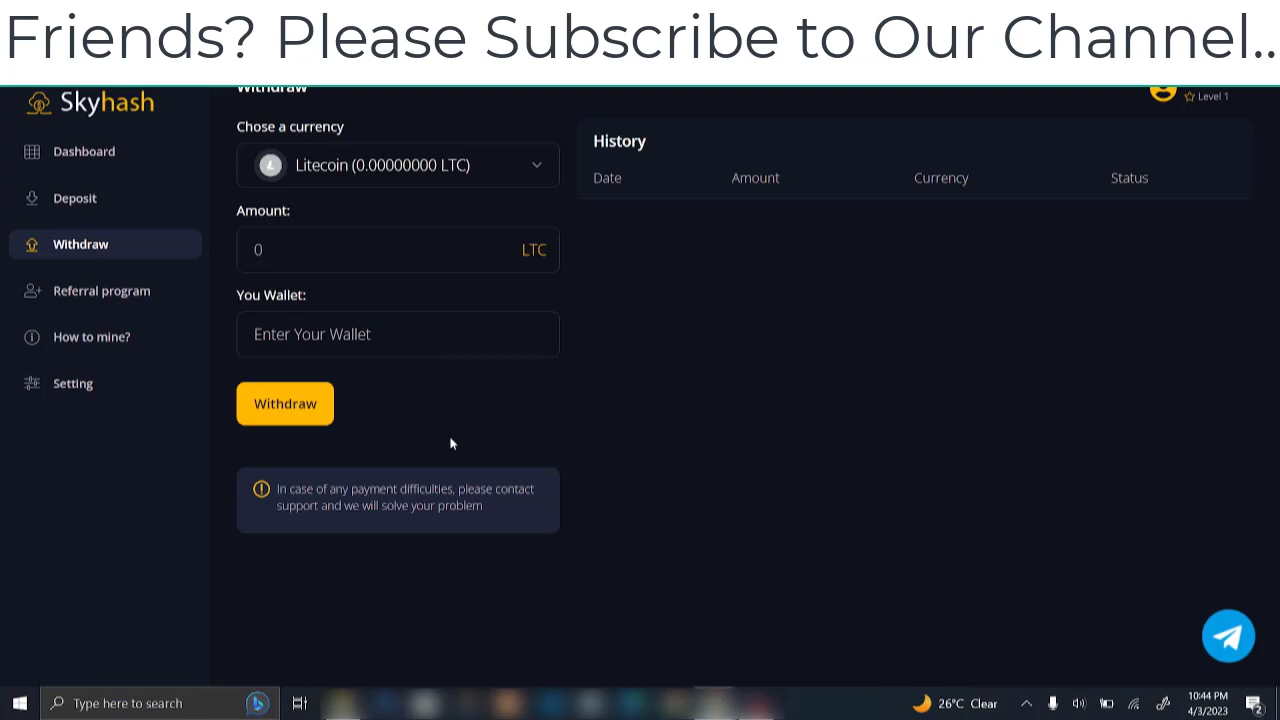 Friends? Please Subscribe to Our Channel..
Skyhash
Withdraw
Level 1
Dashboard
Deposit
Withdraw
Referral program
How to mine?
Setting
Chose a currency
Litecoin (0.00000000 LTC)
Amount:
0 LTC
You Wallet:
Enter Your Wallet
Withdraw
In case of any payment difficulties, please contact
support and we will solve your problem
History
Date Amount Currency Status
Type here to search
26°C Clear
10:44 PM
4/3/2023
2